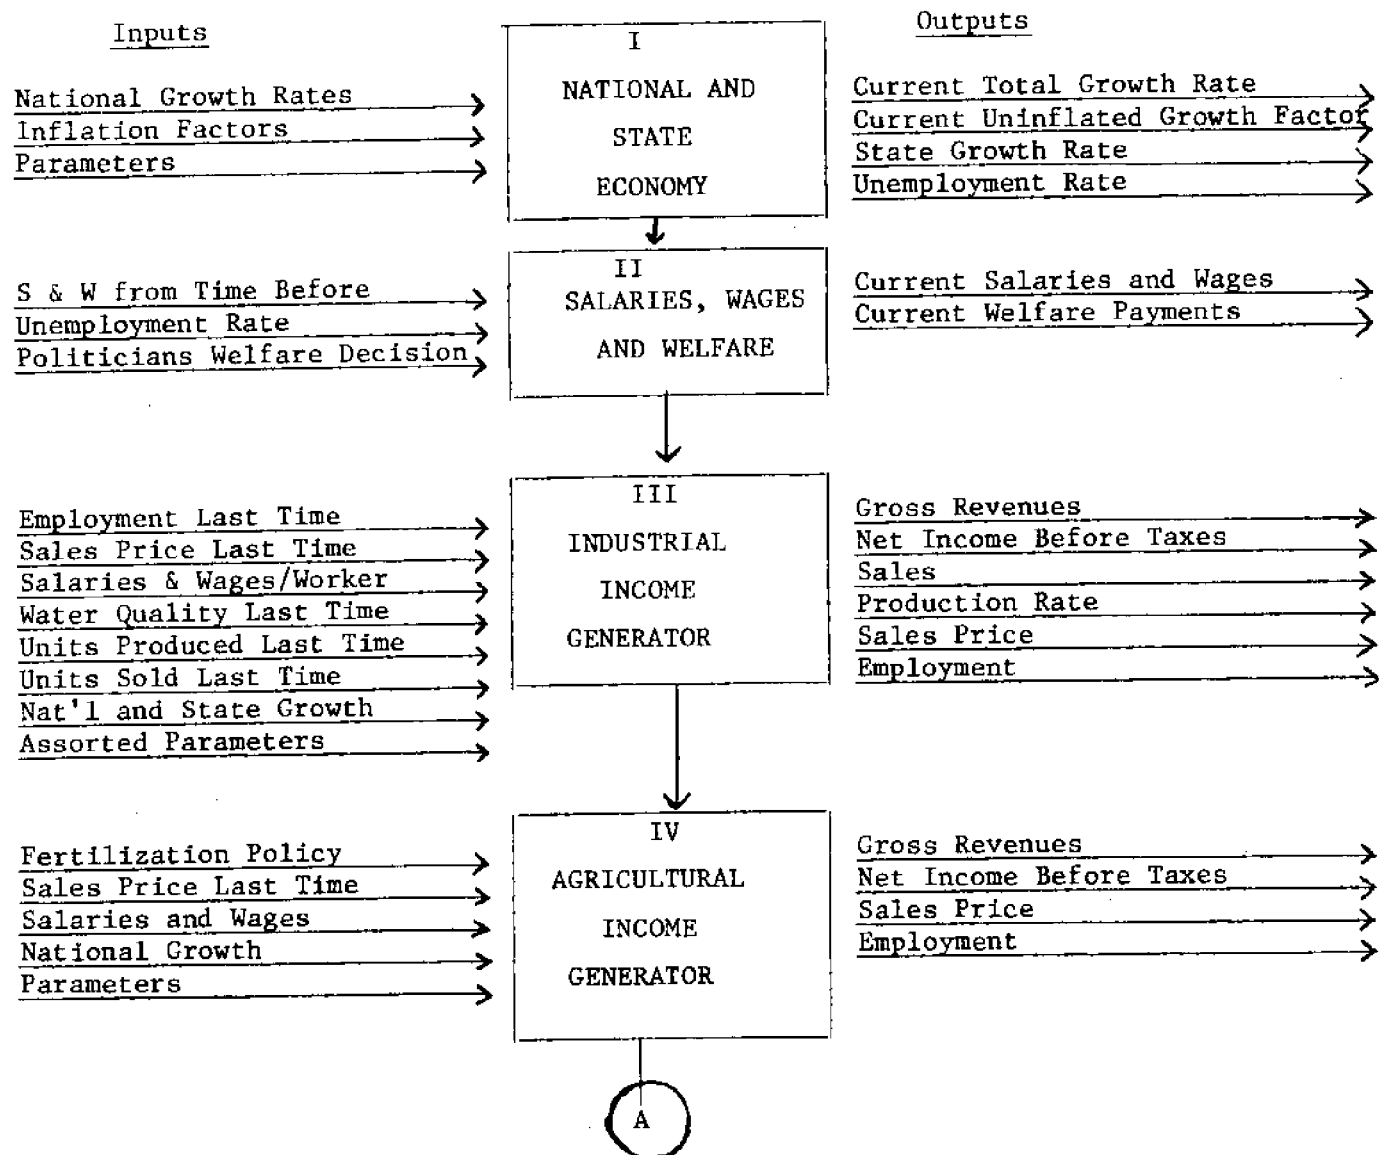 Inputs
Outputs
I
NATIONAL AND
STATE
ECONOMY
National Growth Rates
Inflation Factors
Parameters
Current Total Growth Rate
Current Uninflated Growth Factor
State Growth Rate
Unemployment Rate
II
SALARIES, WAGES
AND WELFARE
S & W from Time Before
Unemployment Rate
Politicians Welfare Decision
Current Salaries and Wages
Current Welfare Payments
III
INDUSTRIAL
INCOME
GENERATOR
Employment Last Time
Sales Price Last Time
Salaries & Wages/Worker
Water Quality Last Time
Units Produced Last Time
Units Sold Last Time
Nat'l and State Growth
Assorted Parameters
Gross Revenues
Net Income Before Taxes
Sales
Production Rate
Sales Price
Employment
IV
AGRICULTURAL
INCOME
GENERATOR
Fertilization Policy
Sales Price Last Time
Salaries and Wages
National Growth
Parameters
Gross Revenues
Net Income Before Taxes
Sales Price
Employment
A